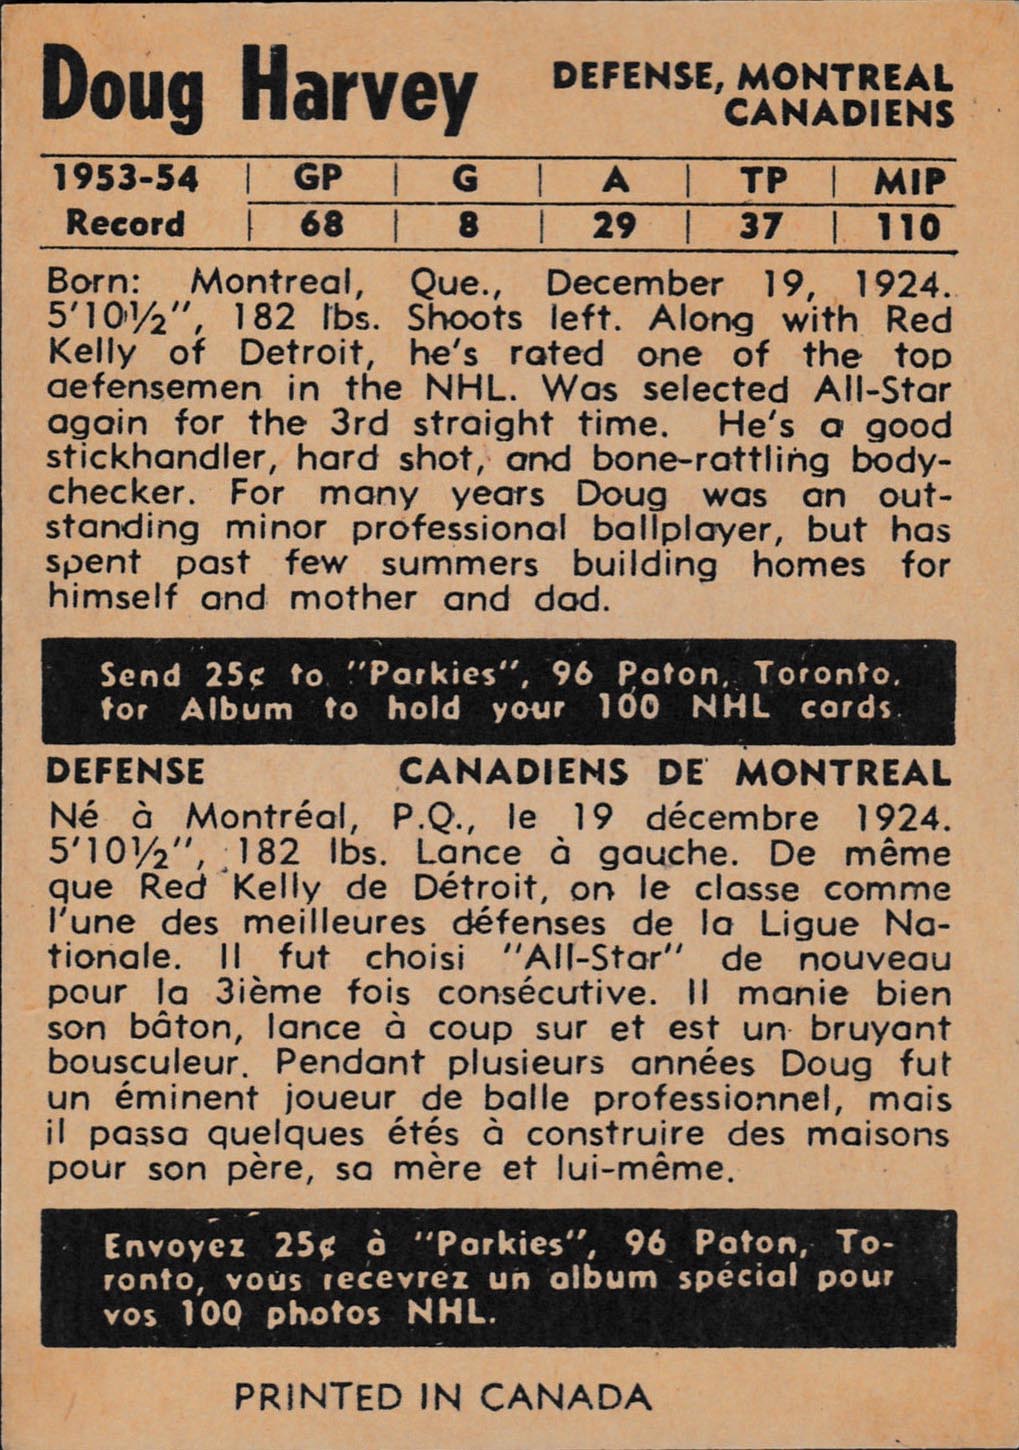 Doug Harvey
DEFENSE, MONTREAL
CANADIENS
1953-54 | GP | G | A | TP | MIP
Record | 68 | 8 | 29 | 37 | 110
Born: Montreal, Que., December 19, 1924.
5'10½", 182 lbs. Shoots left. Along with Red
Kelly of Detroit, he's rated one of the top
defensemen in the NHL. Was selected All-Star
again for the 3rd straight time. He's a good
stickhandler, hard shot, and bone-rattling body-
checker. For many years Doug was an out-
standing minor professional ballplayer, but has
spent past few summers building homes for
himself and mother and dad.
Send 25¢ to "Parkies", 96 Paton, Toronto,
for Album to hold your 100 NHL cards.
DEFENSE CANADIENS DE MONTREAL
Né à Montréal, P.Q., le 19 décembre 1924.
5'10½", 182 lbs. Lance à gauche. De même
que Red Kelly de Détroit, on le classe comme
l'une des meilleures défenses de la Ligue Na-
tionale. Il fut choisi "All-Star" de nouveau
pour la 3ième fois consécutive. Il manie bien
son bâton, lance à coup sur et est un bruyant
bousculeur. Pendant plusieurs années Doug fut
un éminent joueur de balle professionnel, mais
il passa quelques étés à construire des maisons
pour son père, sa mère et lui-même.
Envoyez 25¢ à "Parkies", 96 Paton, To-
ronto, vous recevrez un album spécial pour
vos 100 photos NHL.
PRINTED IN CANADA